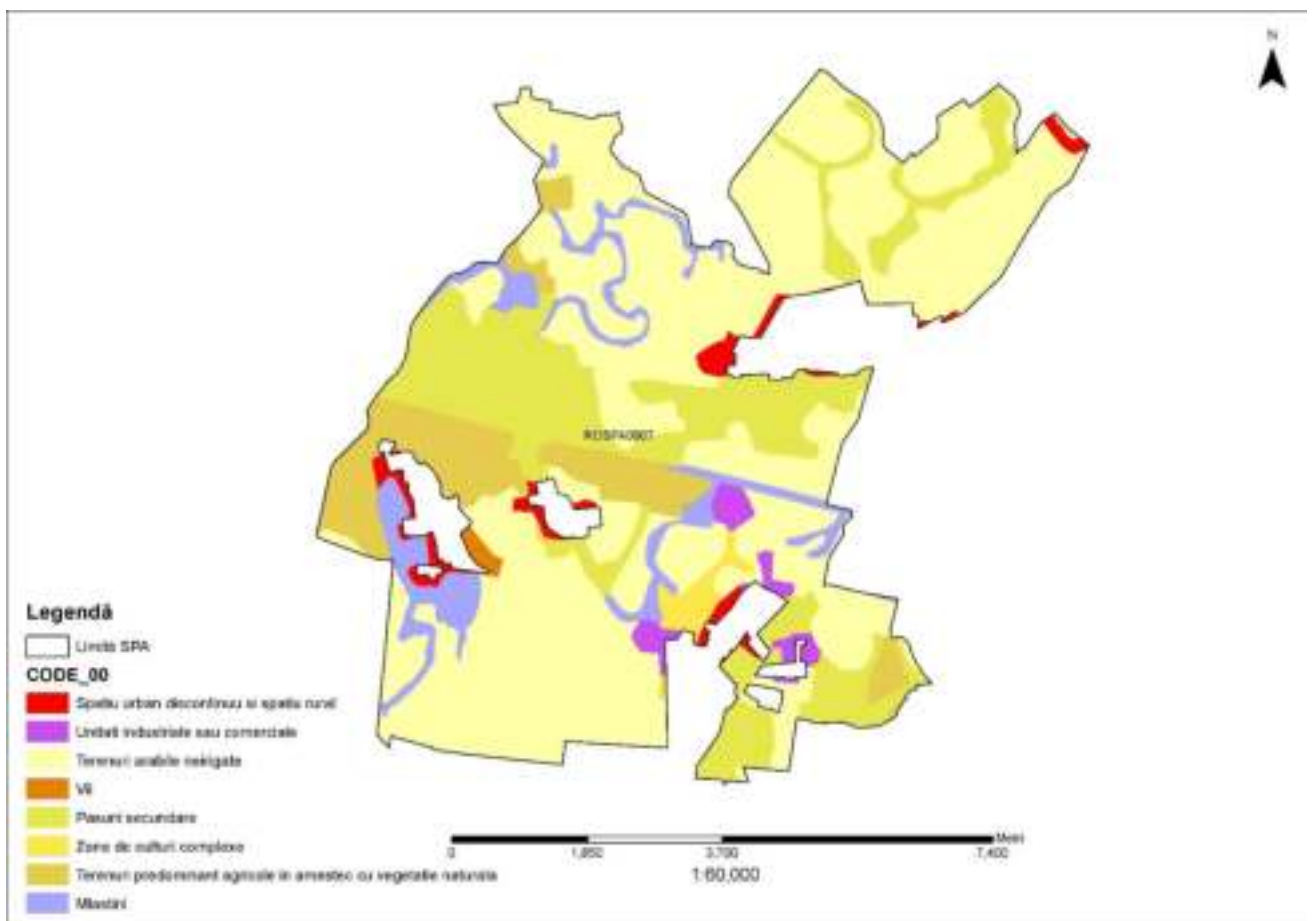 N
Legendă
Limită SPA
CODE_00
Spatiu urban discontinuu si spatiu rural
Unitati industriale sau comerciale
Terenuri arabile neirigate
Vii
Pasuni secundare
Zone de culturi complexe
Terenuri predominant agricole in amestec cu vegetatie naturala
Mlastini
Metri
0 1,850 3,700 7,400
1:60,000